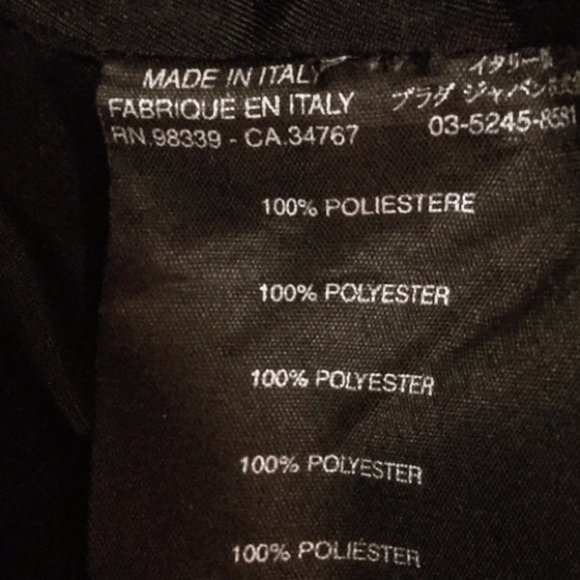 MADE IN ITALY
FABRIQUÉ EN ITALY
RN.98339 - CA.34767
イタリー
プラダ ジャパン
03-5245-8581
100% POLIESTERE
100% POLYESTER
100% POLYESTER
100% POLYESTER
100% POLIÉSTER